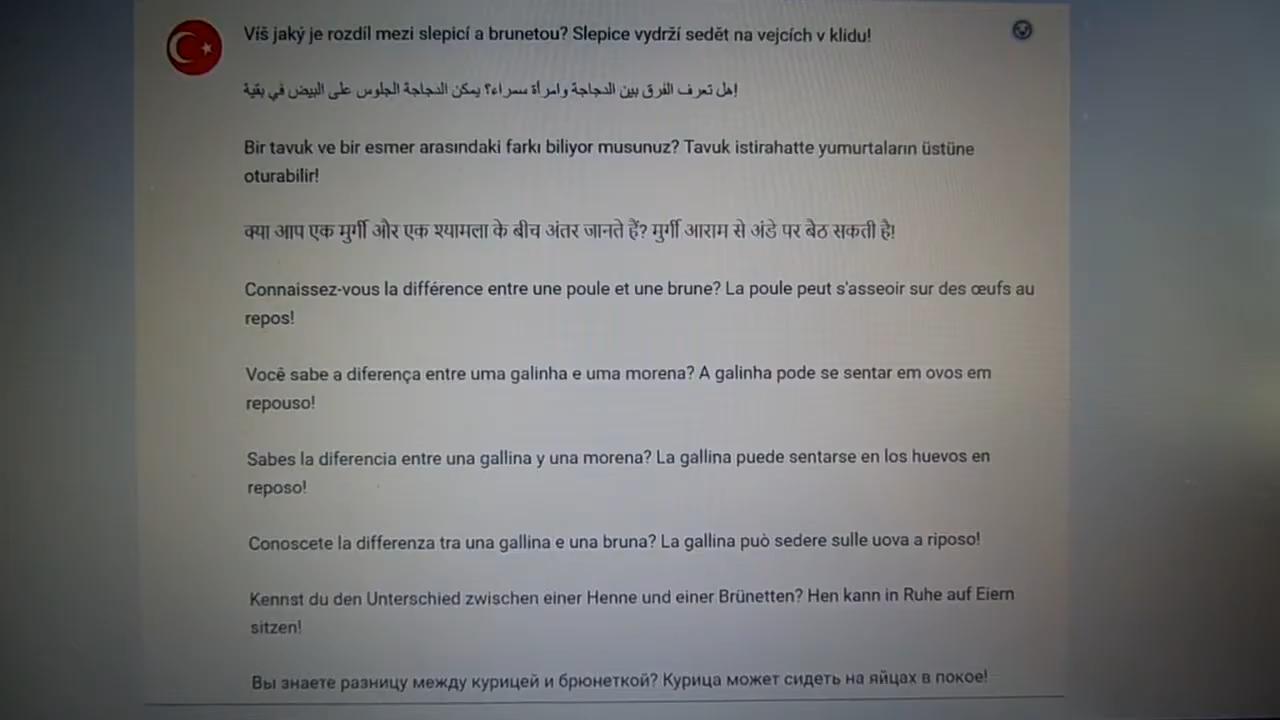 Víš jaký je rozdíl mezi slepicí a brunetou? Slepice vydrží sedět na vejcích v klidu!
إهل تعرف الفرق بين الدجاجة وامرأة سمراء؟ يمكن الدجاجة الجلوس على البيض في بقية
Bir tavuk ve bir esmer arasındaki farkı biliyor musunuz? Tavuk istirahatte yumurtaların üstüne
oturabilir!
क्या आप एक मुर्गी और एक श्यामला के बीच अंतर जानते हैं? मुर्गी आराम से अंडे पर बैठ सकती है!
Connaissez-vous la différence entre une poule et une brune? La poule peut s'asseoir sur des œufs au
repos!
Você sabe a diferença entre uma galinha e uma morena? A galinha pode se sentar em ovos em
repouso!
Sabes la diferencia entre una gallina y una morena? La gallina puede sentarse en los huevos en
reposo!
Conoscete la differenza tra una gallina e una bruna? La gallina può sedere sulle uova a riposo!
Kennst du den Unterschied zwischen einer Henne und einer Brünetten? Hen kann in Ruhe auf Eiern
sitzen!
Вы знаете разницу между курицей и брюнеткой? Курица может сидеть на яйцах в покое!